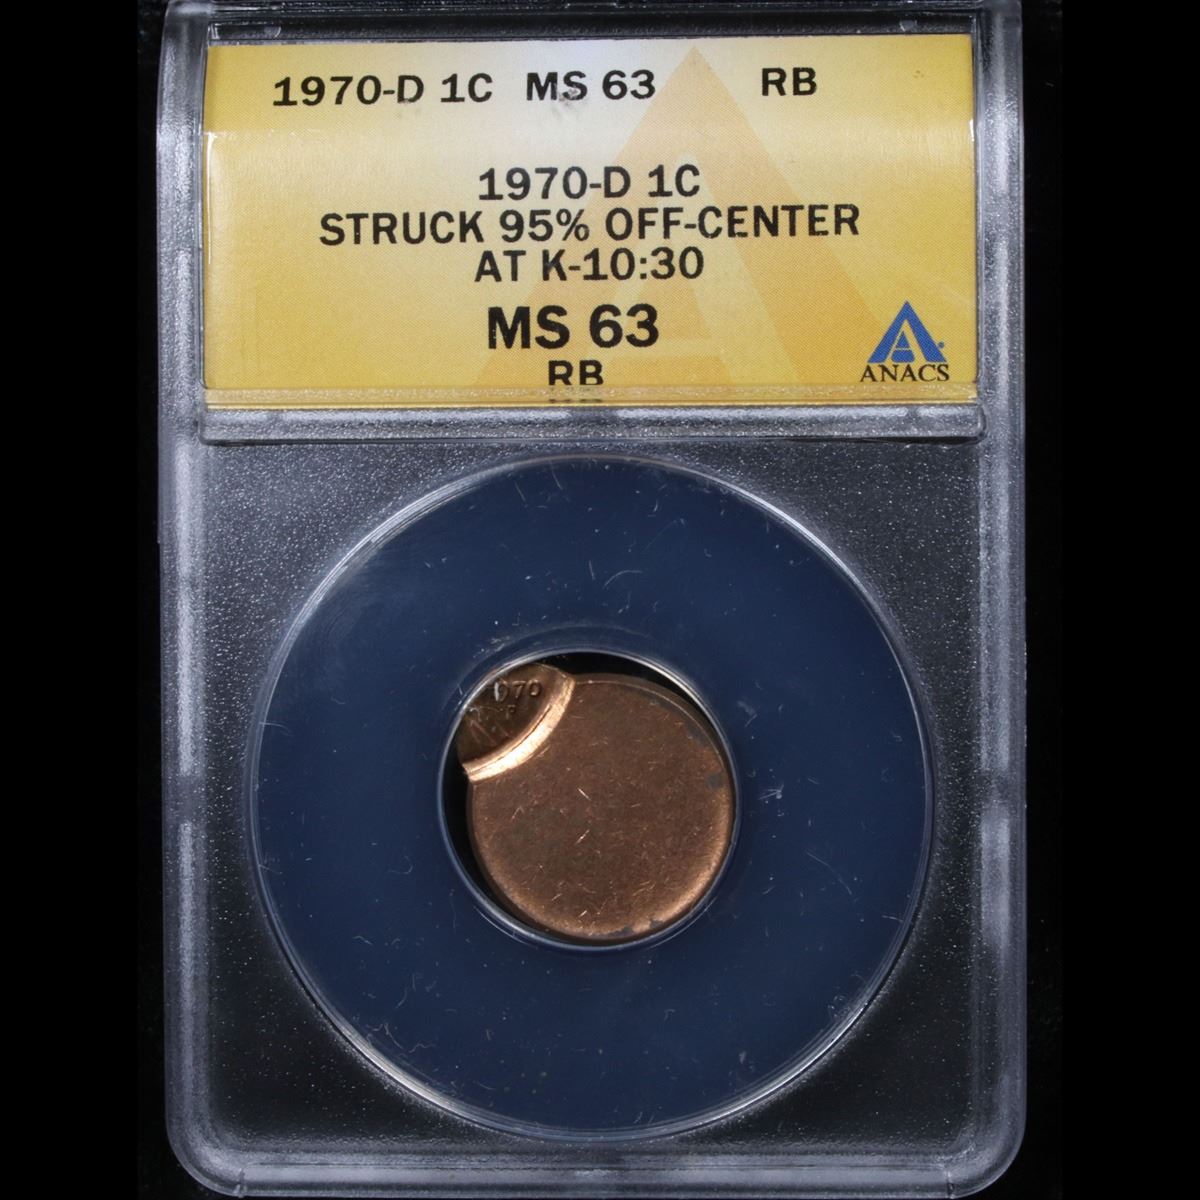 1970-D 1C MS 63 RB
1970-D 1C
STRUCK 95% OFF-CENTER
AT K-10:30
MS 63
RB
ANACS
970
D